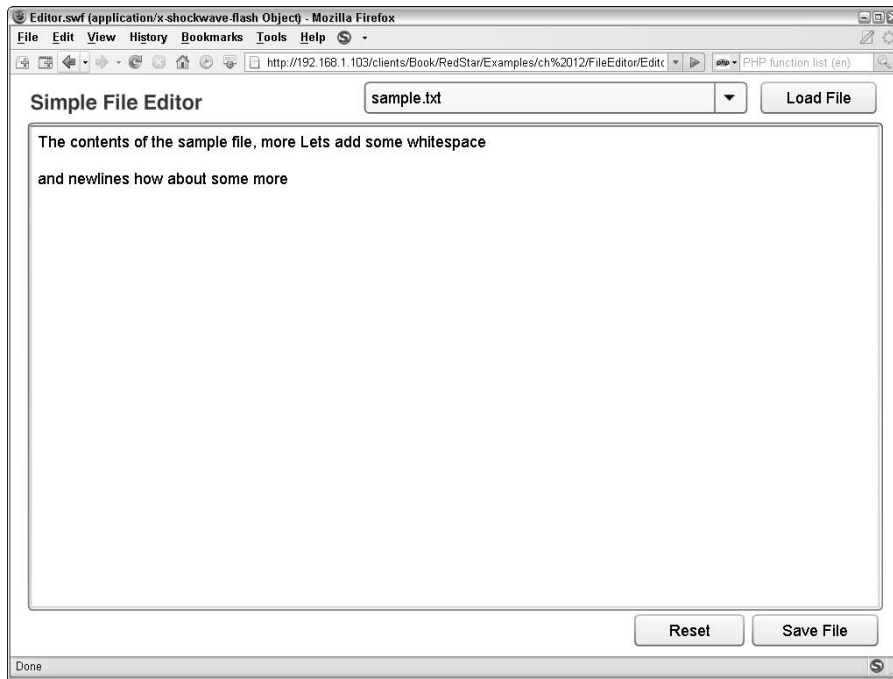 Editor.swf (application/x-shockwave-flash Object) - Mozilla Firefox
File Edit View History Bookmarks Tools Help
http://192.168.1.103/clients/Book/RedStar/Examples/ch%2012/FileEditor/Edit
php PHP function list (en)
Simple File Editor
sample.txt
Load File
The contents of the sample file, more Lets add some whitespace
and newlines how about some more
Reset
Save File
Done